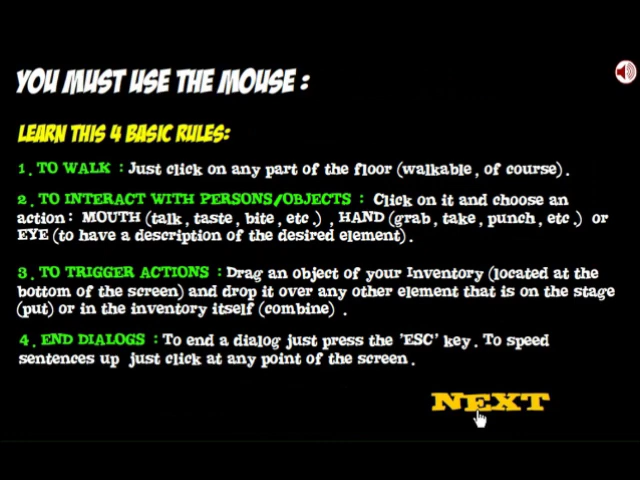 YOU MUST USE THE MOUSE :
LEARN THIS 4 BASIC RULES:
1. TO WALK : Just click on any part of the floor (walkable, of course).
2. TO INTERACT WITH PERSONS/OBJECTS : Click on it and choose an
action: MOUTH (talk, taste, bite, etc.), HAND (grab, take, punch, etc.) or
EYE (to have a description of the desired element).
3. TO TRIGGER ACTIONS : Drag an object of your Inventory (located at the
bottom of the screen) and drop it over any other element that is on the stage
(put) or in the inventory itself (combine) .
4. END DIALOGS : To end a dialog just press the 'ESC' key. To speed
sentences up just click at any point of the screen.
NEXT